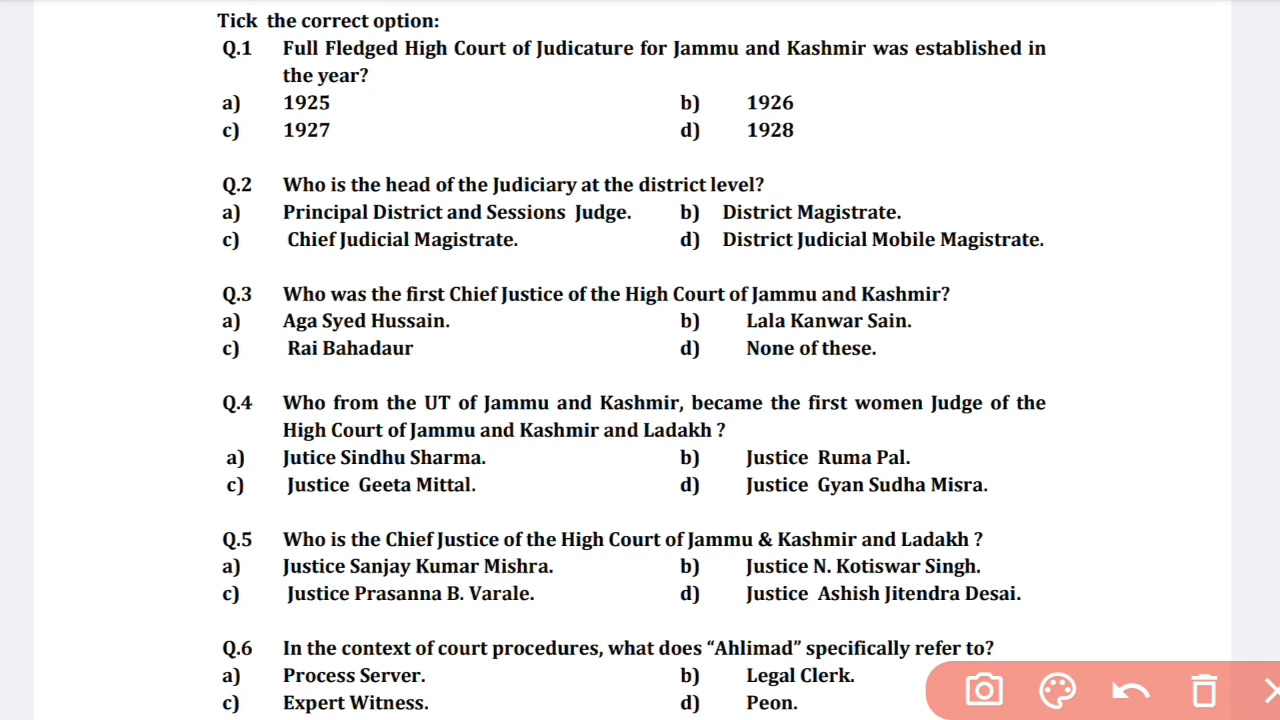 Tick the correct option:
Q.1 Full Fledged High Court of Judicature for Jammu and Kashmir was established in
the year?
a) 1925 b) 1926
c) 1927 d) 1928
Q.2 Who is the head of the Judiciary at the district level?
a) Principal District and Sessions Judge. b) District Magistrate.
c) Chief Judicial Magistrate. d) District Judicial Mobile Magistrate.
Q.3 Who was the first Chief Justice of the High Court of Jammu and Kashmir?
a) Aga Syed Hussain. b) Lala Kanwar Sain.
c) Rai Bahadaur d) None of these.
Q.4 Who from the UT of Jammu and Kashmir, became the first women Judge of the
High Court of Jammu and Kashmir and Ladakh ?
a) Jutice Sindhu Sharma. b) Justice Ruma Pal.
c) Justice Geeta Mittal. d) Justice Gyan Sudha Misra.
Q.5 Who is the Chief Justice of the High Court of Jammu & Kashmir and Ladakh ?
a) Justice Sanjay Kumar Mishra. b) Justice N. Kotiswar Singh.
c) Justice Prasanna B. Varale. d) Justice Ashish Jitendra Desai.
Q.6 In the context of court procedures, what does “Ahlimad” specifically refer to?
a) Process Server. b) Legal Clerk.
c) Expert Witness. d) Peon.